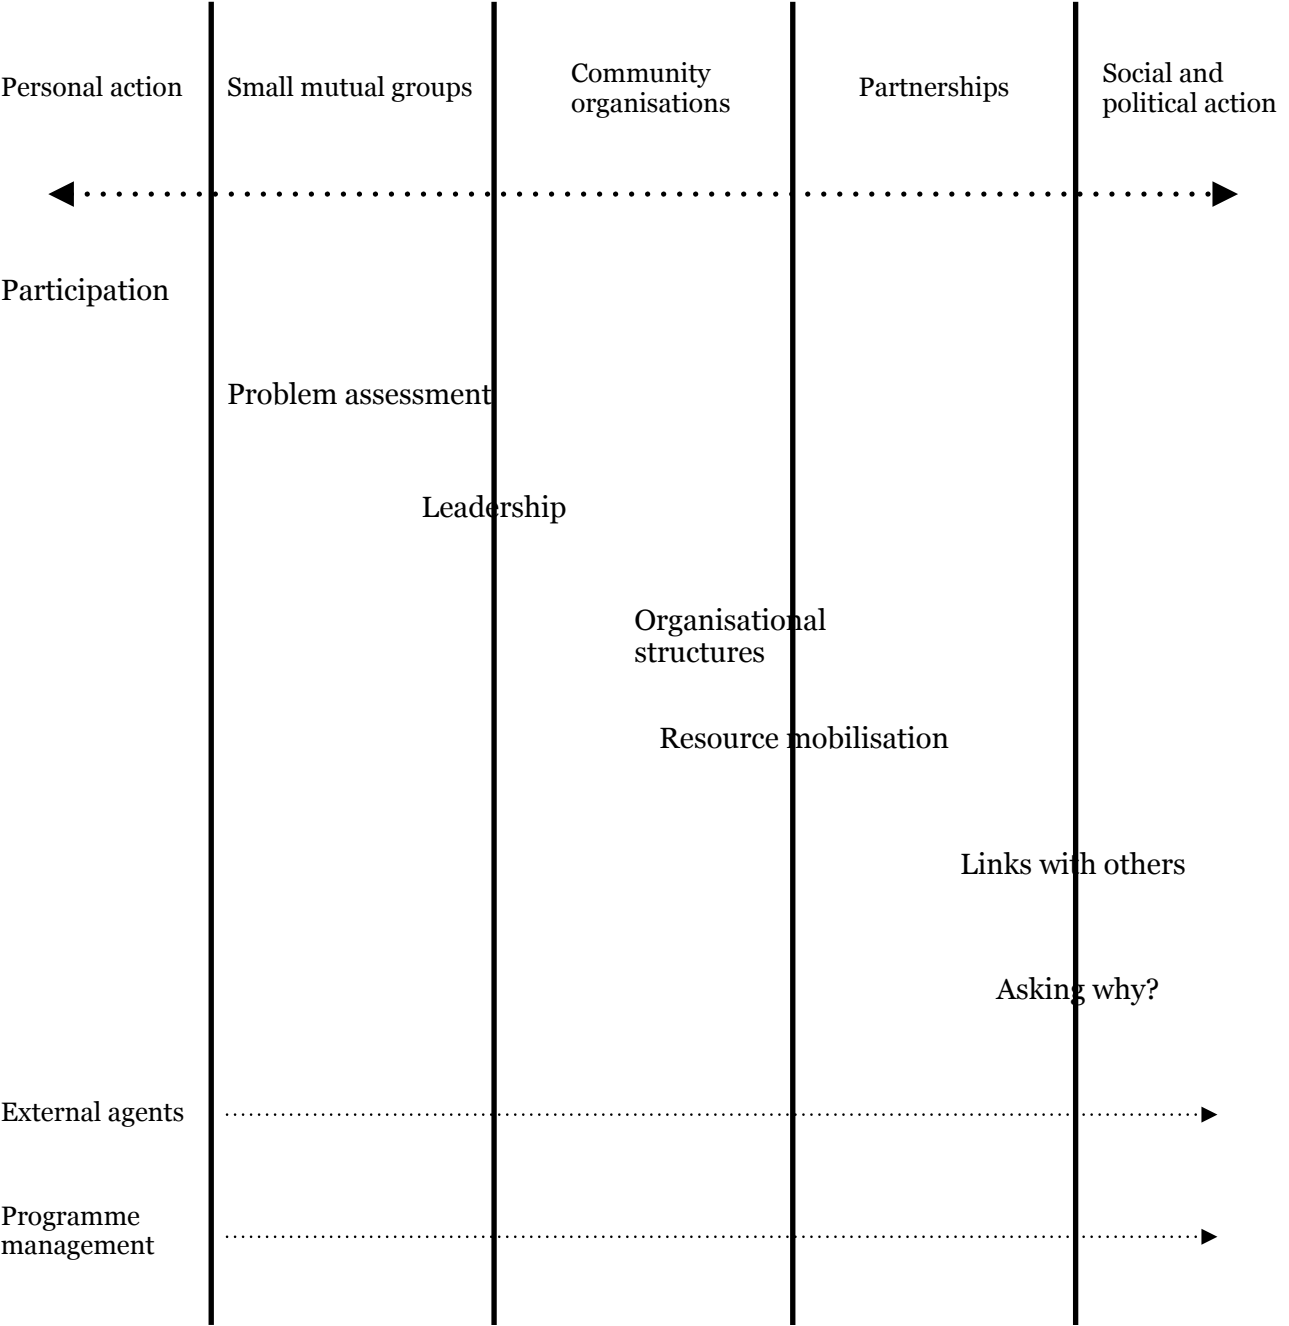 Personal action
Small mutual groups
Community
organisations
Partnerships
Social and
political action
Participation
Problem assessment
Leadership
Organisational
structures
Resource mobilisation
Links with others
Asking why?
External agents
Programme
management